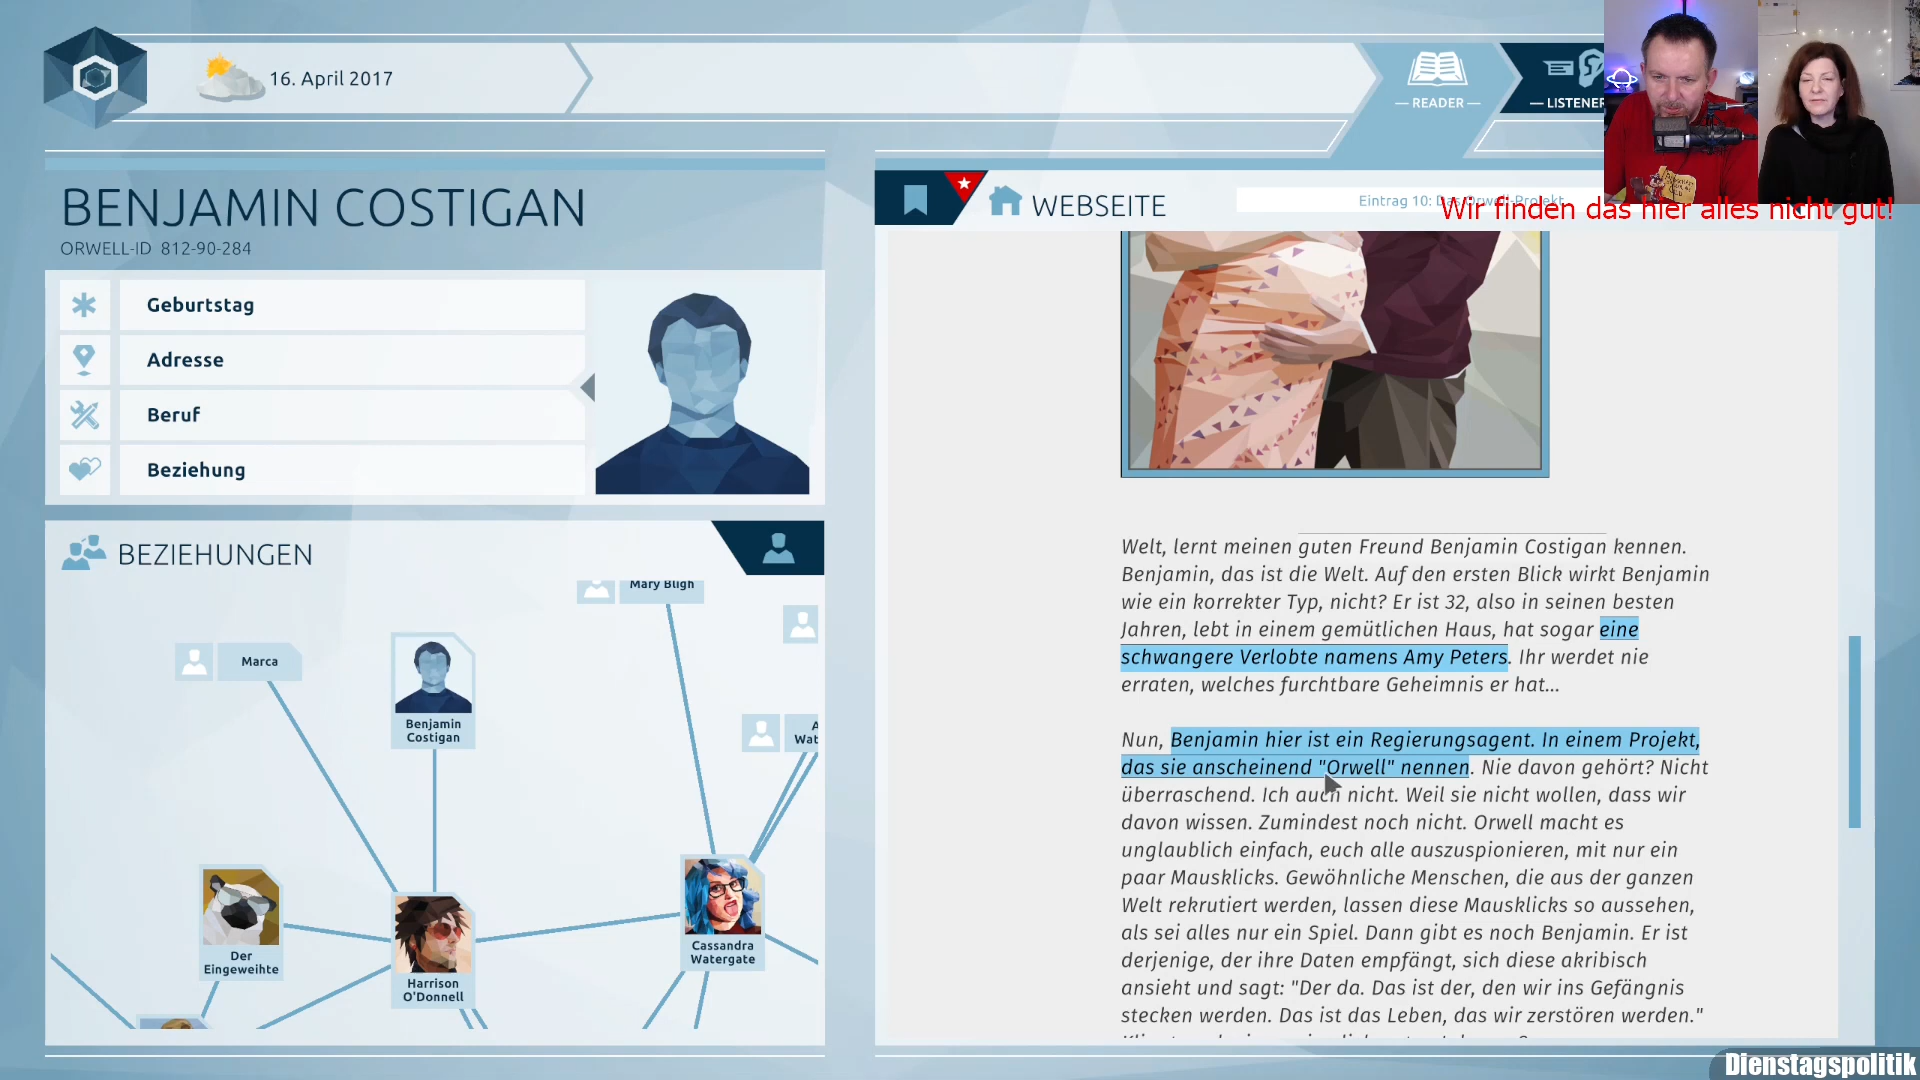 16. April 2017
READER
LISTENER
BENJAMIN COSTIGAN
ORWELL-ID 812-90-284
Geburtstag
Adresse
Beruf
Beziehung
BEZIEHUNGEN
Mary Bligh
Marca
Benjamin
Costigan
Wat
Der
Eingeweihte
Harrison
O'Donnell
Cassandra
Watergate
WEBSEITE
Eintrag 10: Das Orwell-Projekt
Wir finden das hier alles nicht gut!
Welt, lernt meinen guten Freund Benjamin Costigan kennen.
Benjamin, das ist die Welt. Auf den ersten Blick wirkt Benjamin
wie ein korrekter Typ, nicht? Er ist 32, also in seinen besten
Jahren, lebt in einem gemütlichen Haus, hat sogar eine
schwangere Verlobte namens Amy Peters. Ihr werdet nie
erraten, welches furchtbare Geheimnis er hat...
Nun, Benjamin hier ist ein Regierungsagent. In einem Projekt,
das sie anscheinend "Orwell" nennen. Nie davon gehört? Nicht
überraschend. Ich auch nicht. Weil sie nicht wollen, dass wir
davon wissen. Zumindest noch nicht. Orwell macht es
unglaublich einfach, euch alle auszuspionieren, mit nur ein
paar Mausklicks. Gewöhnliche Menschen, die aus der ganzen
Welt rekrutiert werden, lassen diese Mausklicks so aussehen,
als sei alles nur ein Spiel. Dann gibt es noch Benjamin. Er ist
derjenige, der ihre Daten empfängt, sich diese akribisch
ansieht und sagt: "Der da. Das ist der, den wir ins Gefängnis
stecken werden. Das ist das Leben, das wir zerstören werden."
Dienstagspolitik